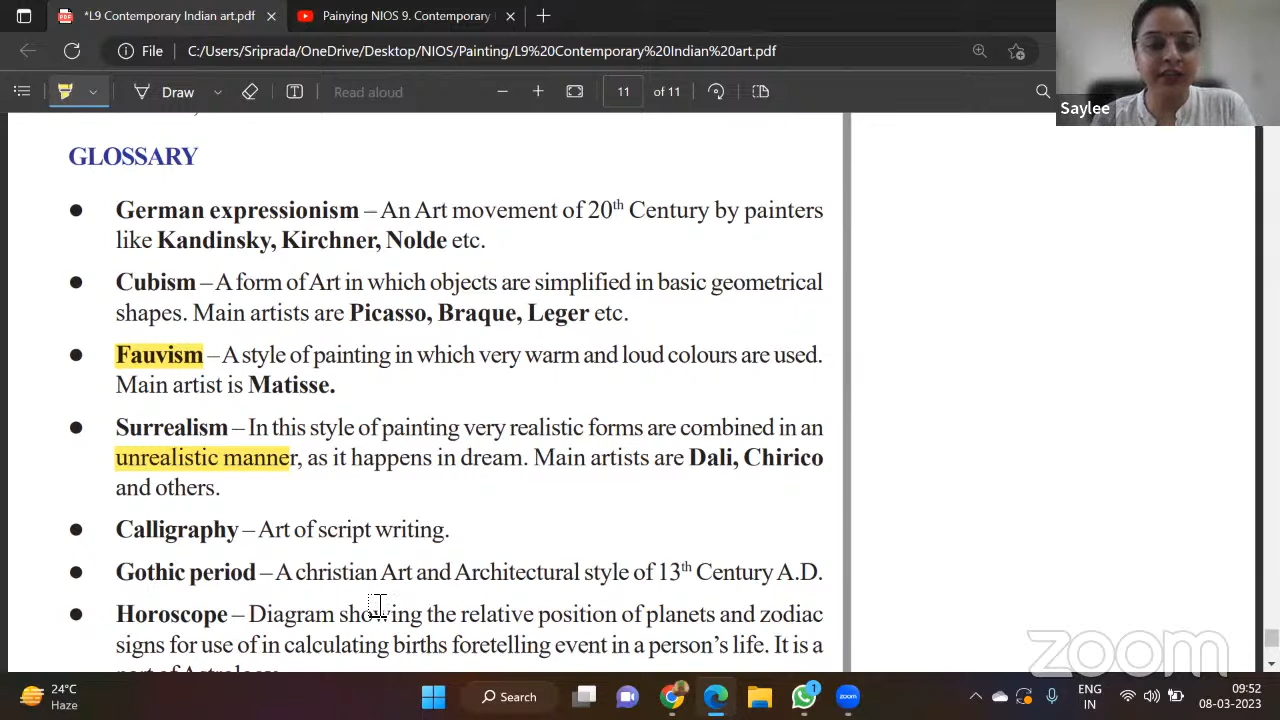 *L9 Contemporary Indian art.pdf
Painying NIOS 9. Contemporary
File
C:/Users/Sriprada/OneDrive/Desktop/NIOS/Painting/L9%20Contemporary%20Indian%20art.pdf
Draw
Read aloud
11
of 11
Saylee
GLOSSARY
● German expressionism – An Art movement of 20th Century by painters
like Kandinsky, Kirchner, Nolde etc.
● Cubism – A form of Art in which objects are simplified in basic geometrical
shapes. Main artists are Picasso, Braque, Leger etc.
● Fauvism – A style of painting in which very warm and loud colours are used.
Main artist is Matisse.
● Surrealism – In this style of painting very realistic forms are combined in an
unrealistic manner, as it happens in dream. Main artists are Dali, Chirico
and others.
● Calligraphy – Art of script writing.
● Gothic period – A christian Art and Architectural style of 13th Century A.D.
● Horoscope – Diagram showing the relative position of planets and zodiac
signs for use of in calculating births foretelling event in a person's life. It is a
part of Astrology.
zoom
24°C
Haze
Search
1
zoom
ENG
IN
09:52
08-03-2023